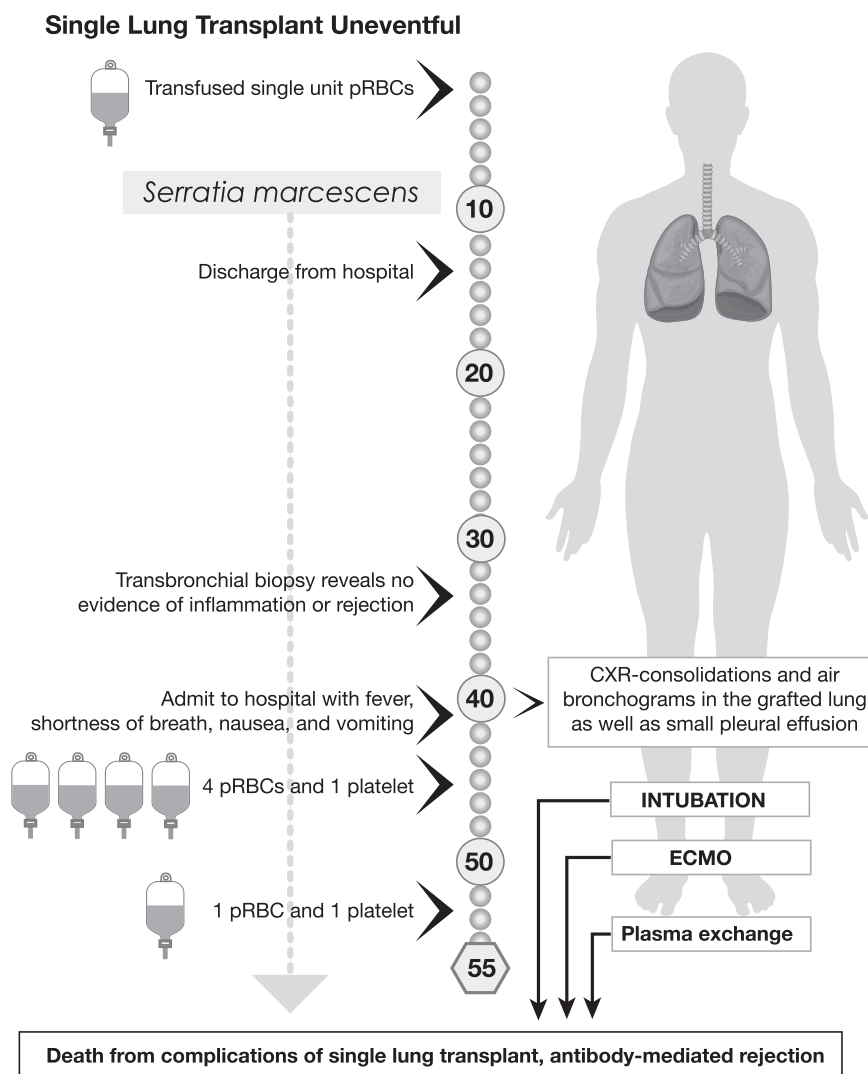 Single Lung Transplant Uneventful
Transfused single unit pRBCs
Serratia marcescens
10
Discharge from hospital
20
30
Transbronchial biopsy reveals no
evidence of inflammation or rejection
Admit to hospital with fever,
shortness of breath, nausea, and vomiting
40
CXR-consolidations and air
bronchograms in the grafted lung
as well as small pleural effusion
4 pRBCs and 1 platelet
INTUBATION
50
ECMO
1 pRBC and 1 platelet
Plasma exchange
55
Death from complications of single lung transplant, antibody-mediated rejection